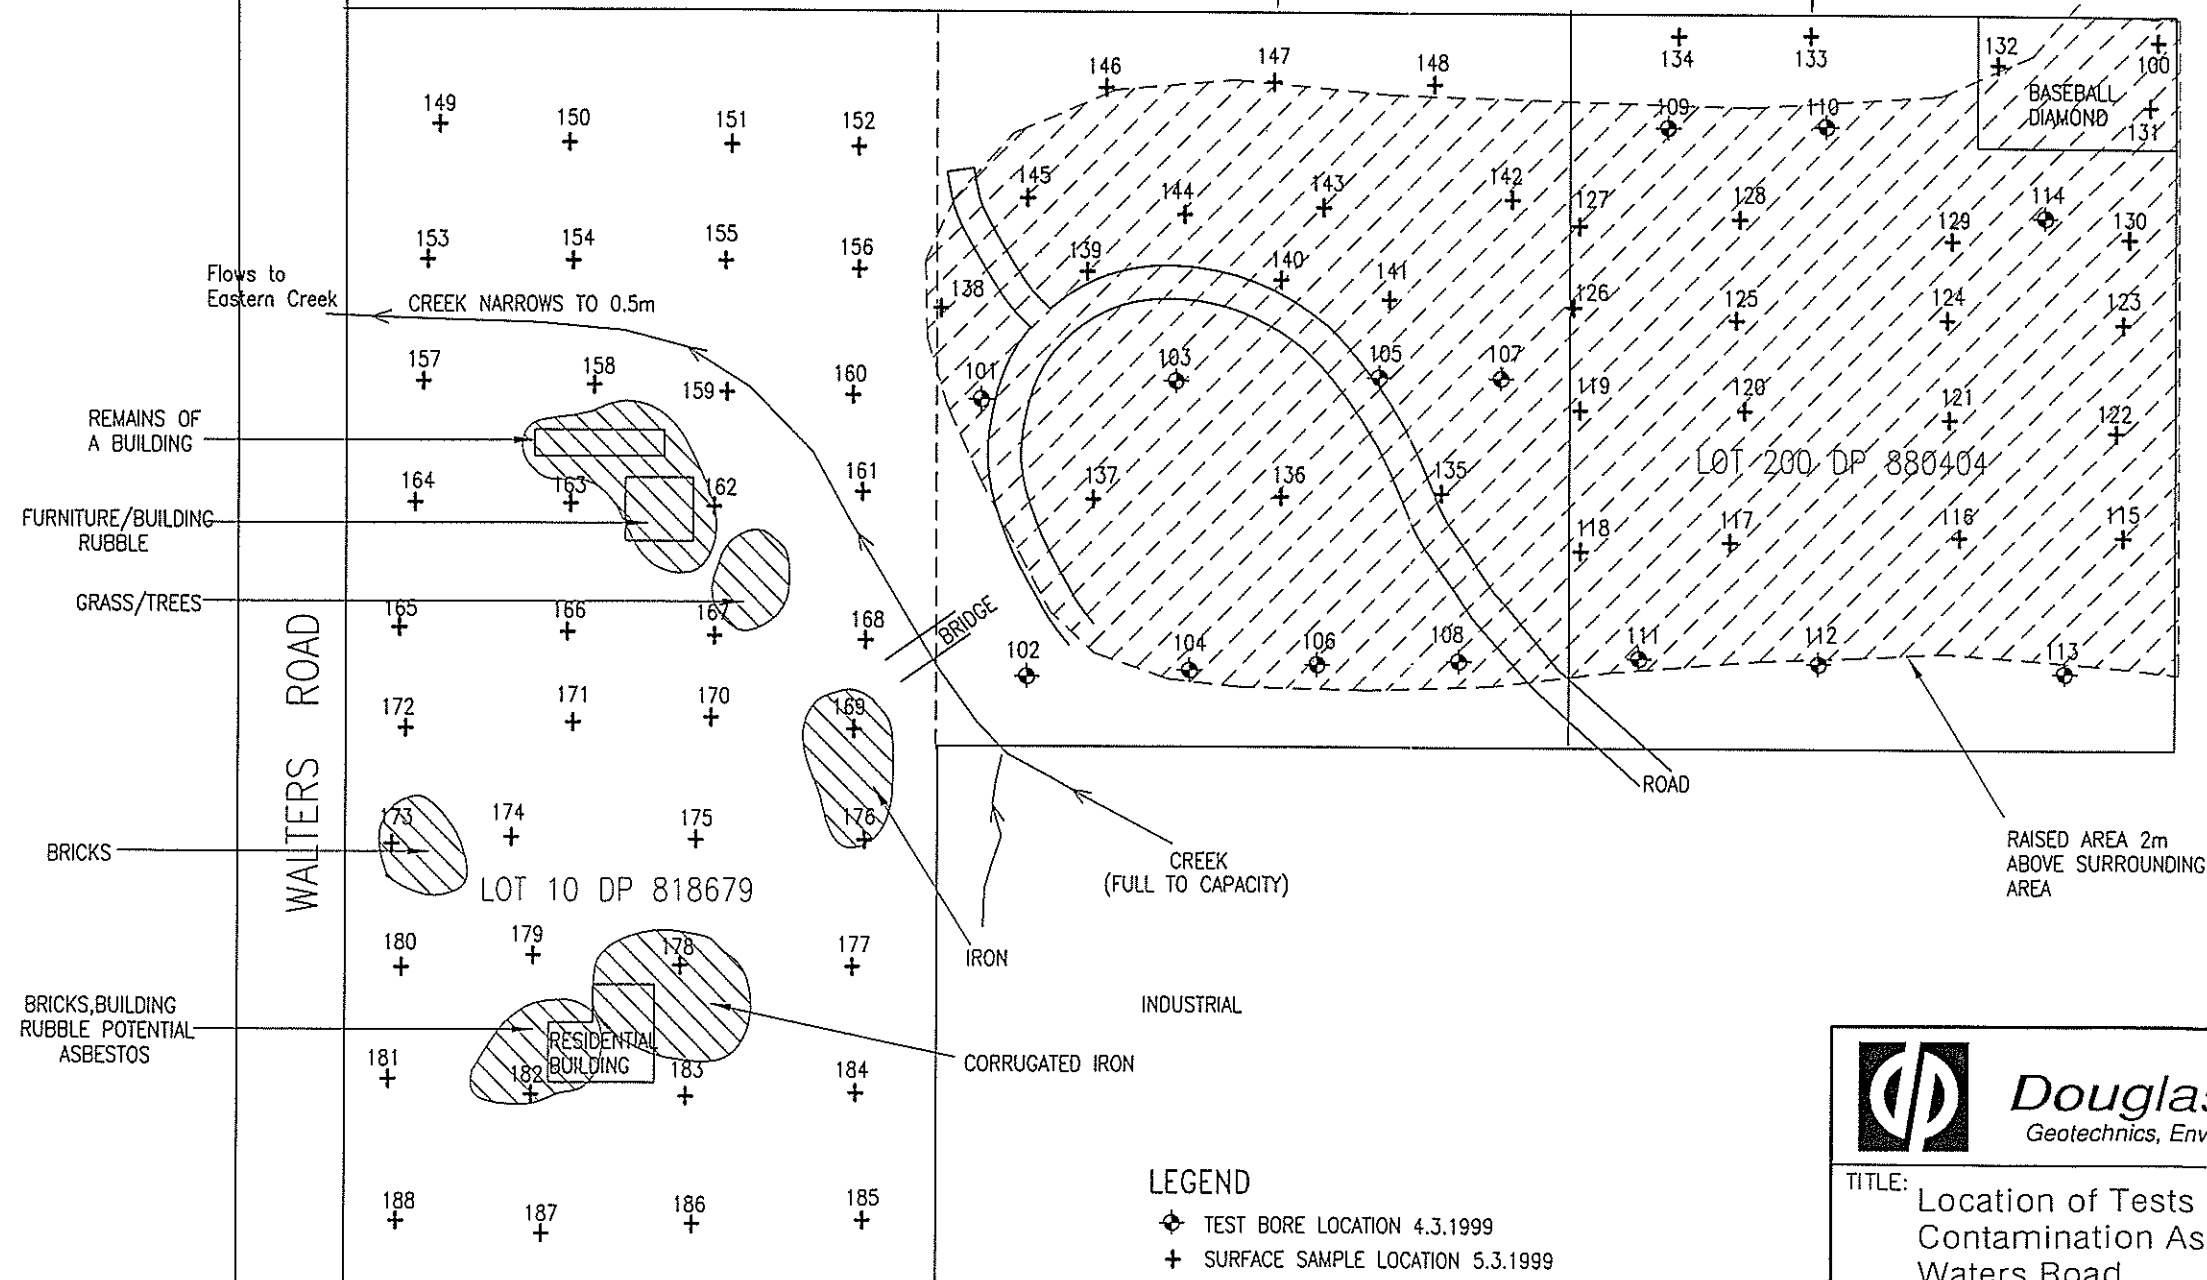 134
133
132
100
BASEBALL
DIAMOND
131
146
147
148
109
110
149
150
151
152
145
144
143
142
127
128
129
114
130
153
154
155
156
139
140
141
138
126
125
124
123
Flows to
Eastern Creek
CREEK NARROWS TO 0.5m
157
158
159
160
101
103
105
107
119
120
121
122
REMAINS OF
A BUILDING
LOT 200 DP 880404
164
163
162
161
137
136
135
FURNITURE/BUILDING
RUBBLE
118
117
116
115
GRASS/TREES
165
166
167
168
BRIDGE
102
104
106
108
111
112
113
WALTERS ROAD
172
171
170
169
ROAD
173
174
175
176
BRICKS
LOT 10 DP 818679
CREEK
(FULL TO CAPACITY)
RAISED AREA 2m
ABOVE SURROUNDING
AREA
180
179
178
177
IRON
INDUSTRIAL
BRICKS,BUILDING
RUBBLE POTENTIAL
ASBESTOS
RESIDENTIAL
BUILDING
CORRUGATED IRON
181
182
183
184
188
187
186
185
LEGEND
TEST BORE LOCATION 4.3.1999
SURFACE SAMPLE LOCATION 5.3.1999
Douglas
Geotechnics, Env
TITLE:
Location of Tests
Contamination As
Waters Road